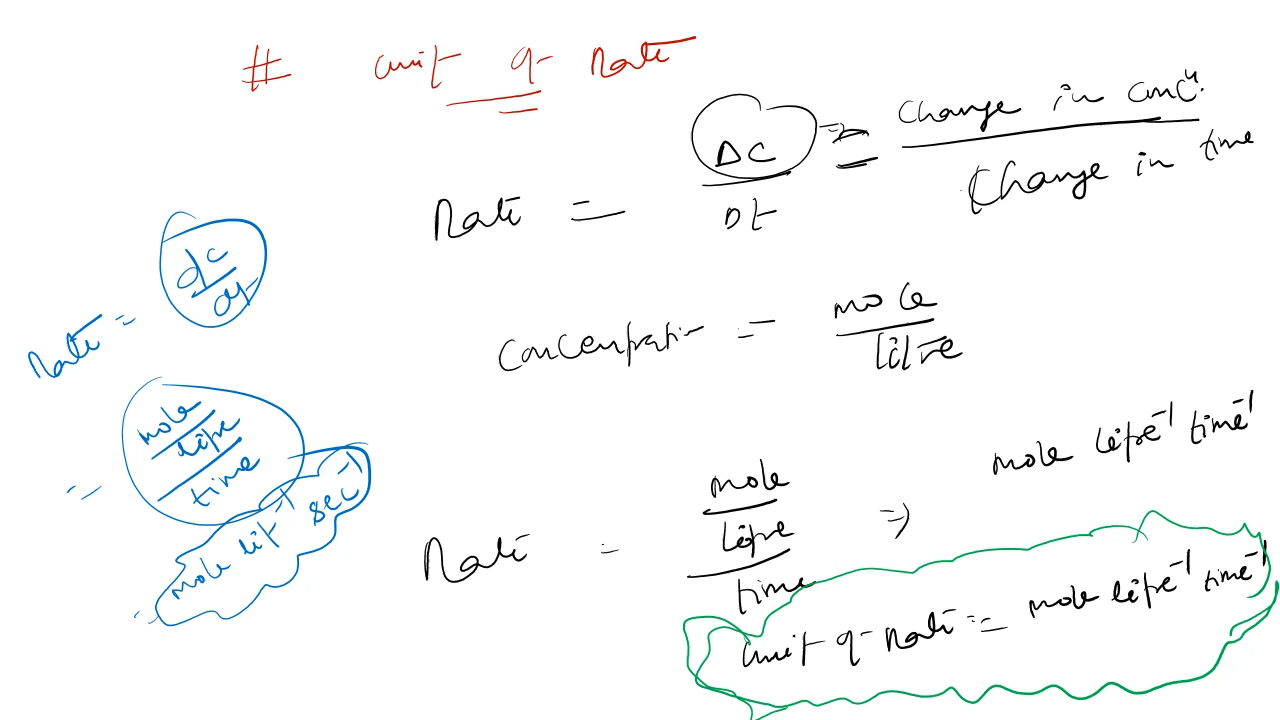 # unit of Rate
Rate = ΔC / Δt = Change in Conc. / Change in time
Rate = dc / dt
Concentration = mole / litre
= mole / litre / time
mole lit⁻¹ sec⁻¹
Rate = mole / litre / time ⇒ mole litre⁻¹ time⁻¹
unit of Rate = mole litre⁻¹ time⁻¹